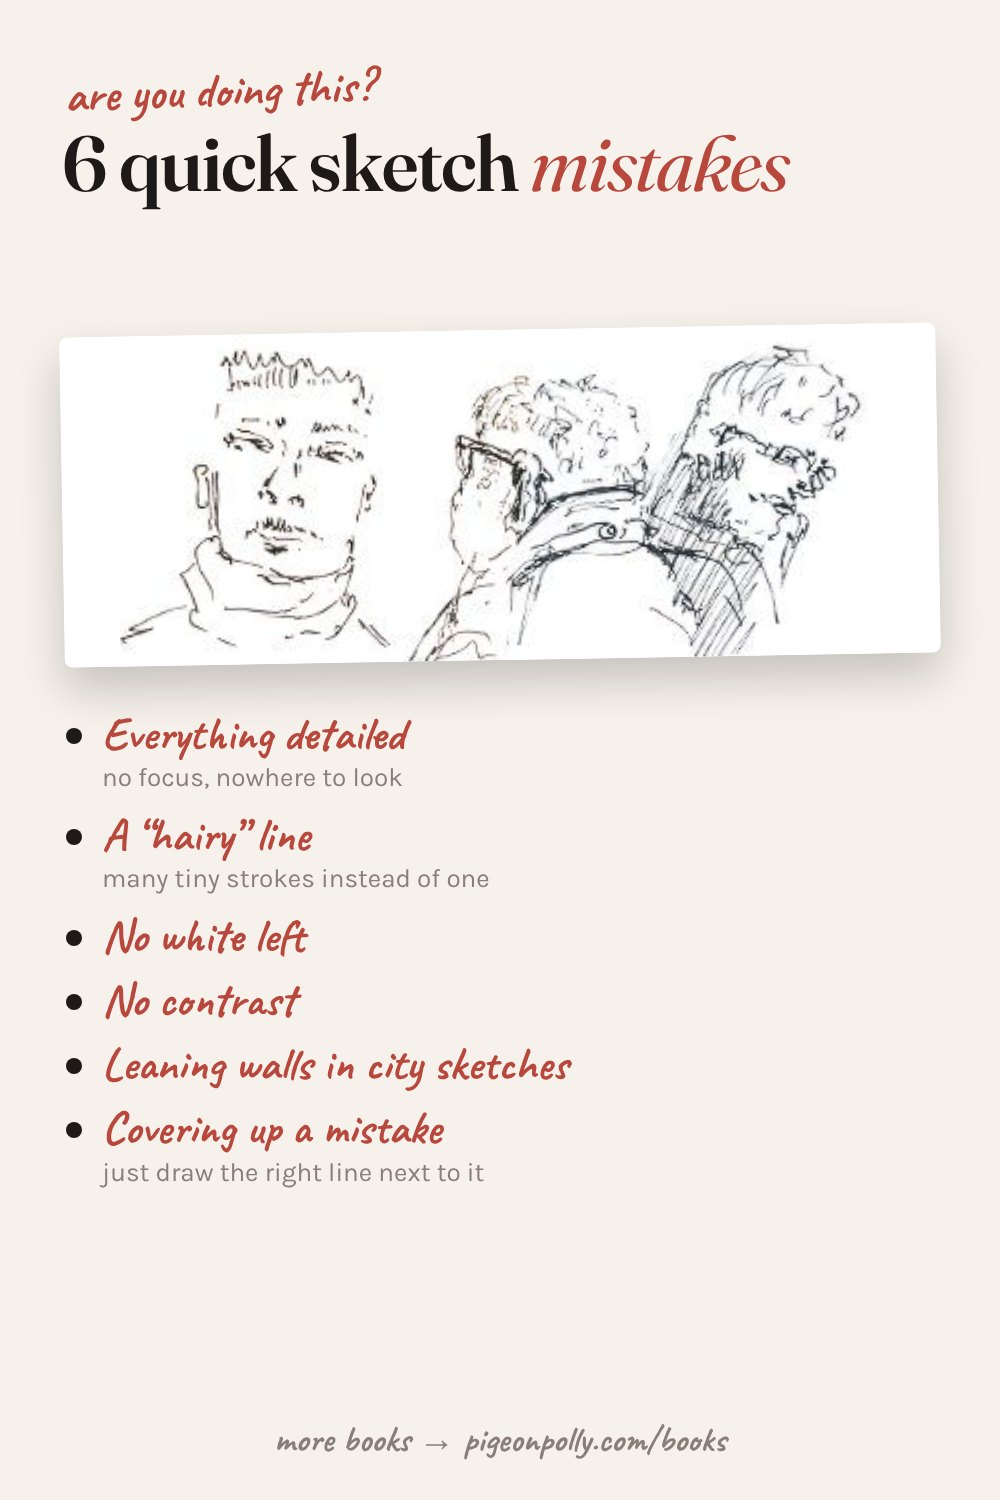 are you doing this?
6 quick sketch mistakes
• Everything detailed
no focus, nowhere to look
• A “hairy” line
many tiny strokes instead of one
• No white left
• No contrast
• Leaning walls in city sketches
• Covering up a mistake
just draw the right line next to it
more books → pigeonpolly.com/books